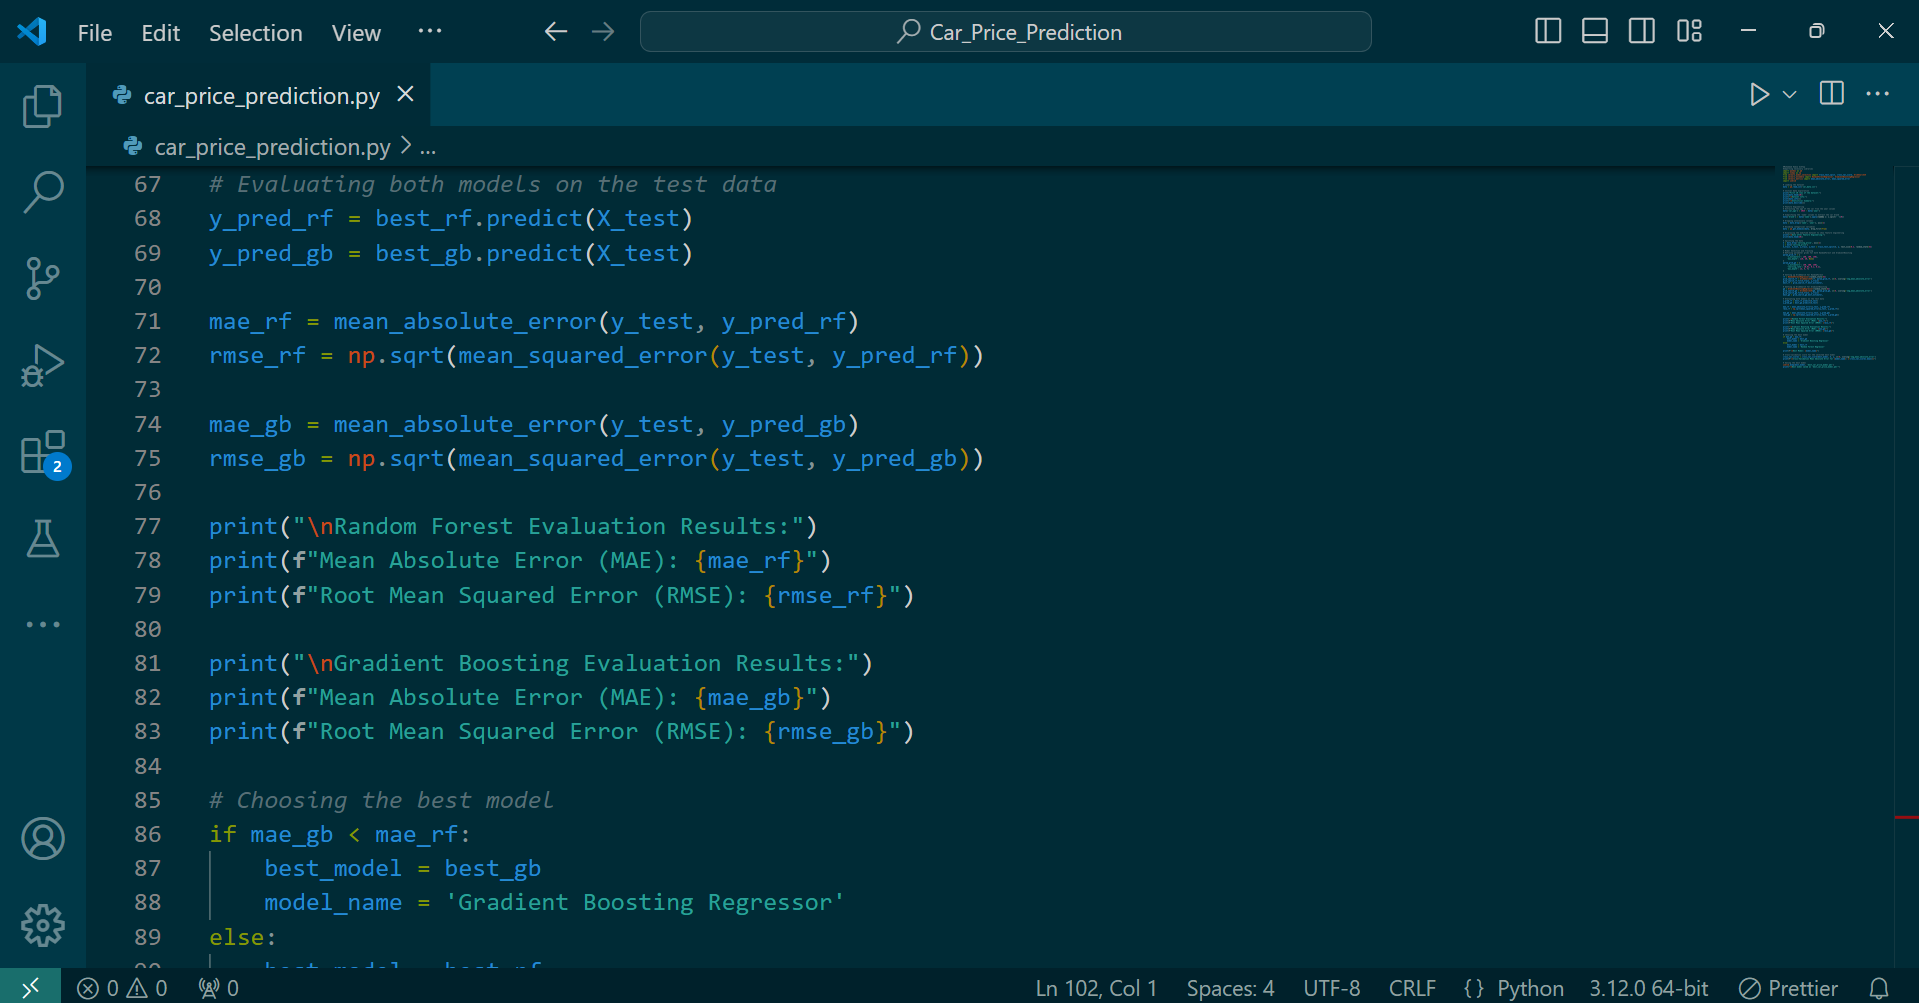 File Edit Selection View ···
Car_Price_Prediction
car_price_prediction.py
car_price_prediction.py > ...
67 # Evaluating both models on the test data
68 y_pred_rf = best_rf.predict(X_test)
69 y_pred_gb = best_gb.predict(X_test)
70
71 mae_rf = mean_absolute_error(y_test, y_pred_rf)
72 rmse_rf = np.sqrt(mean_squared_error(y_test, y_pred_rf))
73
74 mae_gb = mean_absolute_error(y_test, y_pred_gb)
75 rmse_gb = np.sqrt(mean_squared_error(y_test, y_pred_gb))
76
77 print("\nRandom Forest Evaluation Results:")
78 print(f"Mean Absolute Error (MAE): {mae_rf}")
79 print(f"Root Mean Squared Error (RMSE): {rmse_rf}")
80
81 print("\nGradient Boosting Evaluation Results:")
82 print(f"Mean Absolute Error (MAE): {mae_gb}")
83 print(f"Root Mean Squared Error (RMSE): {rmse_gb}")
84
85 # Choosing the best model
86 if mae_gb < mae_rf:
87     best_model = best_gb
88     model_name = 'Gradient Boosting Regressor'
89 else:
90     best_model = best_rf
2
0 0 0 Ln 102, Col 1 Spaces: 4 UTF-8 CRLF {} Python 3.12.0 64-bit Prettier